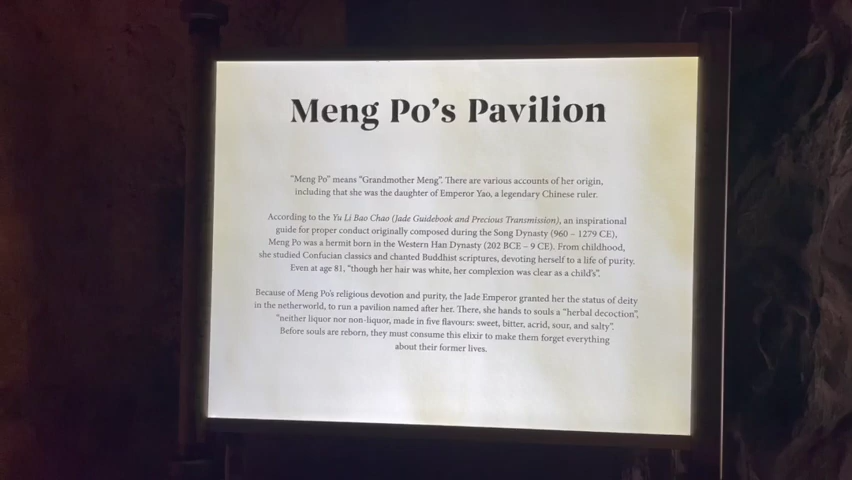 Meng Po's Pavilion
"Meng Po" means "Grandmother Meng". There are various accounts of her origin,
including that she was the daughter of Emperor Yao, a legendary Chinese ruler.
According to the Yu Li Bao Chao (Jade Guidebook and Precious Transmission), an inspirational
guide for proper conduct originally composed during the Song Dynasty (960 – 1279 CE),
Meng Po was a hermit born in the Western Han Dynasty (202 BCE – 9 CE). From childhood,
she studied Confucian classics and chanted Buddhist scriptures, devoting herself to a life of purity.
Even at age 81, "though her hair was white, her complexion was clear as a child's".
Because of Meng Po's religious devotion and purity, the Jade Emperor granted her the status of deity
in the netherworld, to run a pavilion named after her. There, she hands to souls a "herbal decoction",
"neither liquor nor non-liquor, made in five flavours: sweet, bitter, acrid, sour, and salty".
Before souls are reborn, they must consume this elixir to make them forget everything
about their former lives.